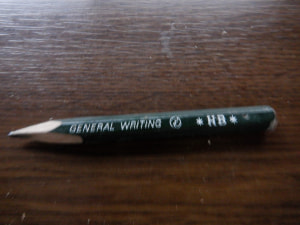 GENERAL WRITING * HB *